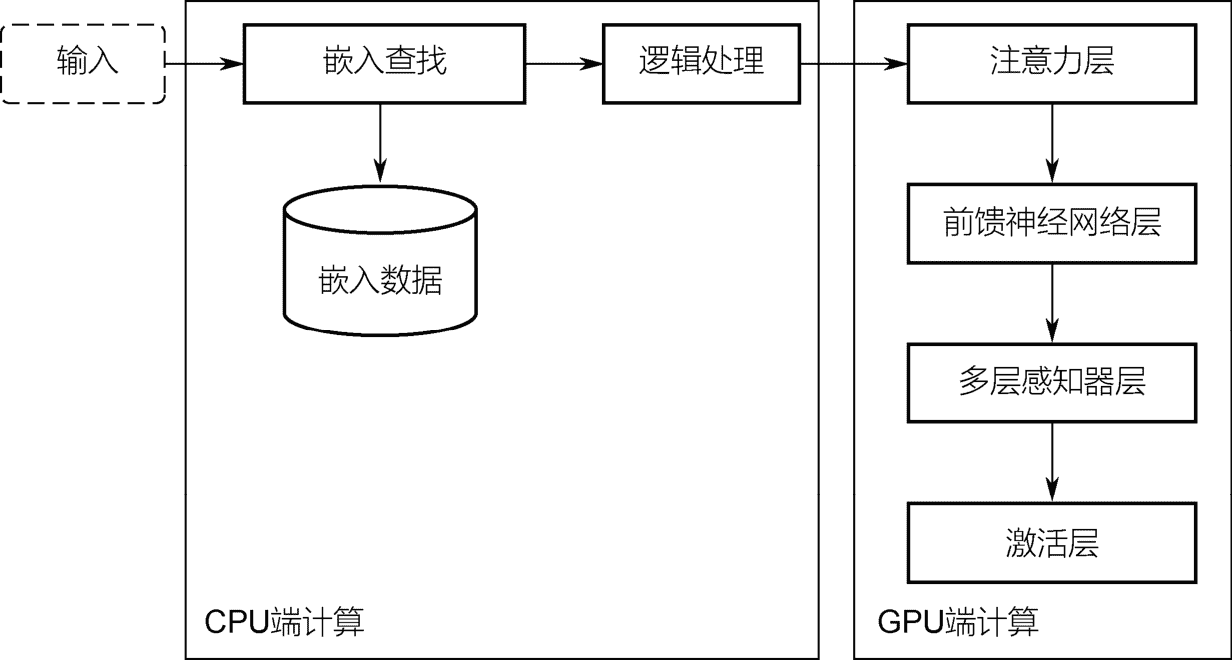 输入
嵌入查找
逻辑处理
注意力层
嵌入数据
前馈神经网络层
多层感知器层
激活层
CPU端计算
GPU端计算